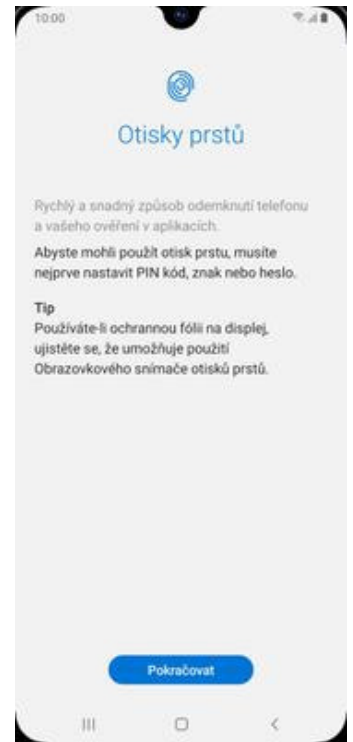 10:00
Otisky prstů
Rychlý a snadný způsob odemknutí telefonu
a vašeho ověření v aplikacích.
Abyste mohli použít otisk prstu, musíte
nejprve nastavit PIN kód, znak nebo heslo.
Tip
Používáte-li ochrannou fólii na displej,
ujistěte se, že umožňuje použití
Obrazovkového snímače otisků prstů.
Pokračovat